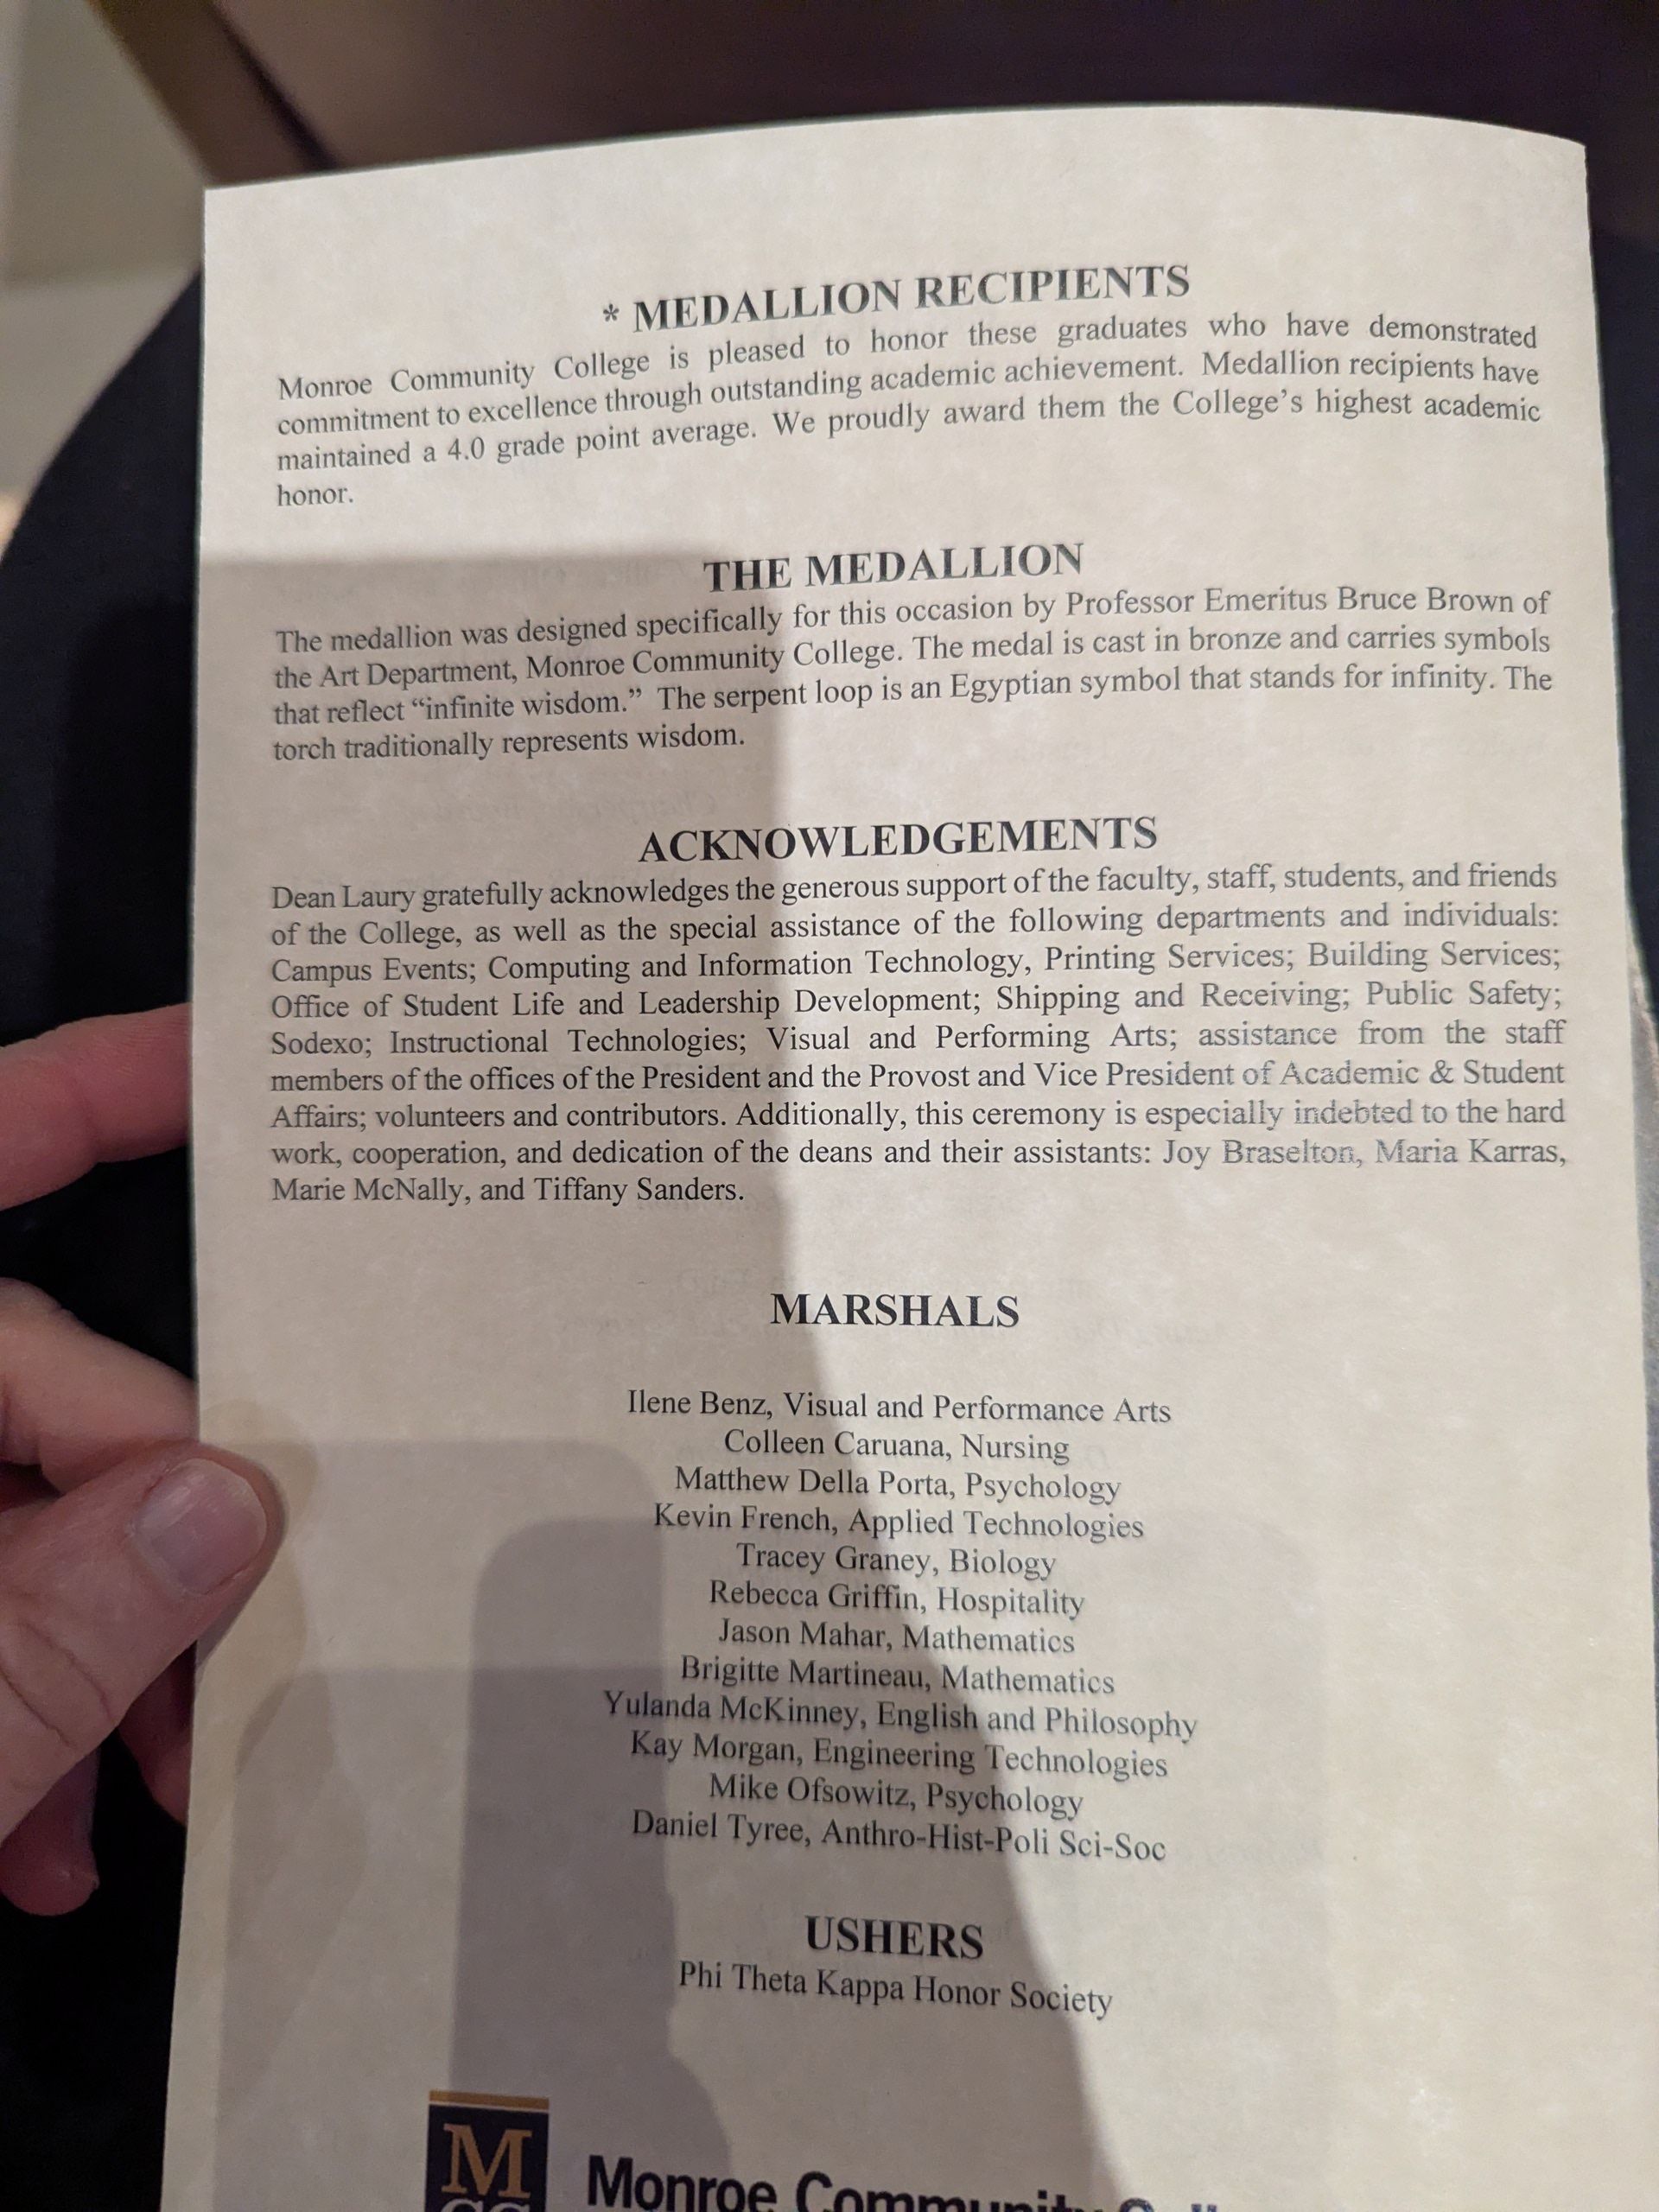 * MEDALLION RECIPIENTS
Monroe Community College is pleased to honor these graduates who have demonstrated
commitment to excellence through outstanding academic achievement. Medallion recipients have
maintained a 4.0 grade point average. We proudly award them the College's highest academic
honor.
THE MEDALLION
The medallion was designed specifically for this occasion by Professor Emeritus Bruce Brown of
the Art Department, Monroe Community College. The medal is cast in bronze and carries symbols
that reflect “infinite wisdom.” The serpent loop is an Egyptian symbol that stands for infinity. The
torch traditionally represents wisdom.
ACKNOWLEDGEMENTS
Dean Laury gratefully acknowledges the generous support of the faculty, staff, students, and friends
of the College, as well as the special assistance of the following departments and individuals:
Campus Events; Computing and Information Technology, Printing Services; Building Services;
Office of Student Life and Leadership Development; Shipping and Receiving; Public Safety;
Sodexo; Instructional Technologies; Visual and Performing Arts; assistance from the staff
members of the offices of the President and the Provost and Vice President of Academic & Student
Affairs; volunteers and contributors. Additionally, this ceremony is especially indebted to the hard
work, cooperation, and dedication of the deans and their assistants: Joy Braselton, Maria Karras,
Marie McNally, and Tiffany Sanders.
MARSHALS
Ilene Benz, Visual and Performance Arts
Colleen Caruana, Nursing
Matthew Della Porta, Psychology
Kevin French, Applied Technologies
Tracey Graney, Biology
Rebecca Griffin, Hospitality
Jason Mahar, Mathematics
Brigitte Martineau, Mathematics
Yulanda McKinney, English and Philosophy
Kay Morgan, Engineering Technologies
Mike Ofsowitz, Psychology
Daniel Tyree, Anthro-Hist-Poli Sci-Soc
USHERS
Phi Theta Kappa Honor Society
M
Monroe Community